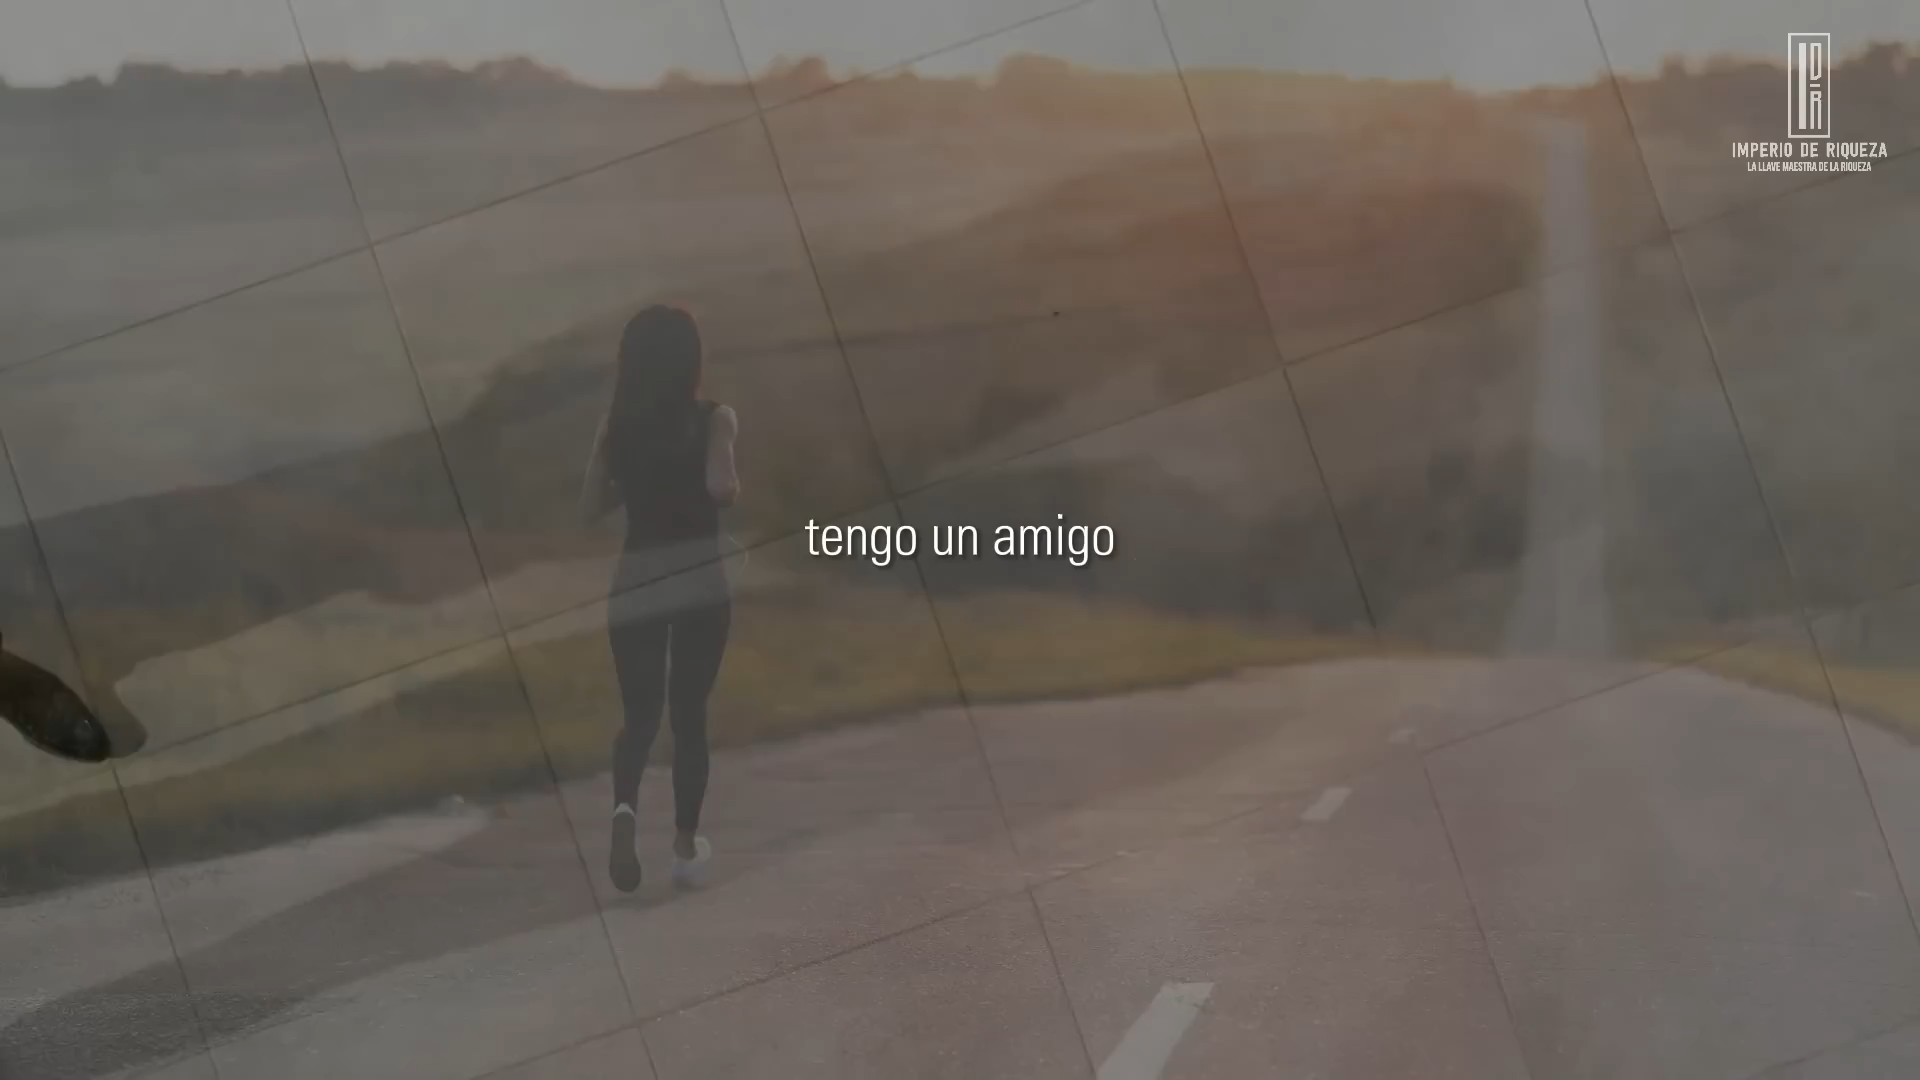 IMPERIO DE RIQUEZA
LA LLAVE MAESTRA DE LA RIQUEZA
tengo un amigo